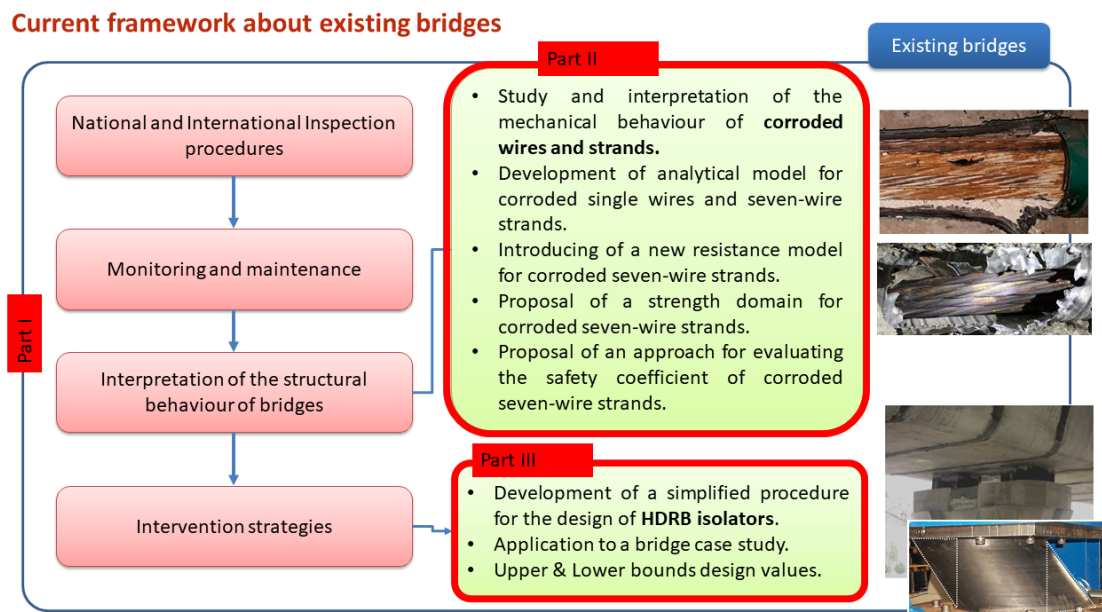 Current framework about existing bridges
Existing bridges
Part I
National and International Inspection
procedures
Monitoring and maintenance
Interpretation of the structural
behaviour of bridges
Intervention strategies
Part II
• Study and interpretation of the
mechanical behaviour of corroded
wires and strands.
• Development of analytical model for
corroded single wires and seven-wire
strands.
• Introducing of a new resistance model
for corroded seven-wire strands.
• Proposal of a strength domain for
corroded seven-wire strands.
• Proposal of an approach for evaluating
the safety coefficient of corroded
seven-wire strands.
Part III
• Development of a simplified procedure
for the design of HDRB isolators.
• Application to a bridge case study.
• Upper & Lower bounds design values.